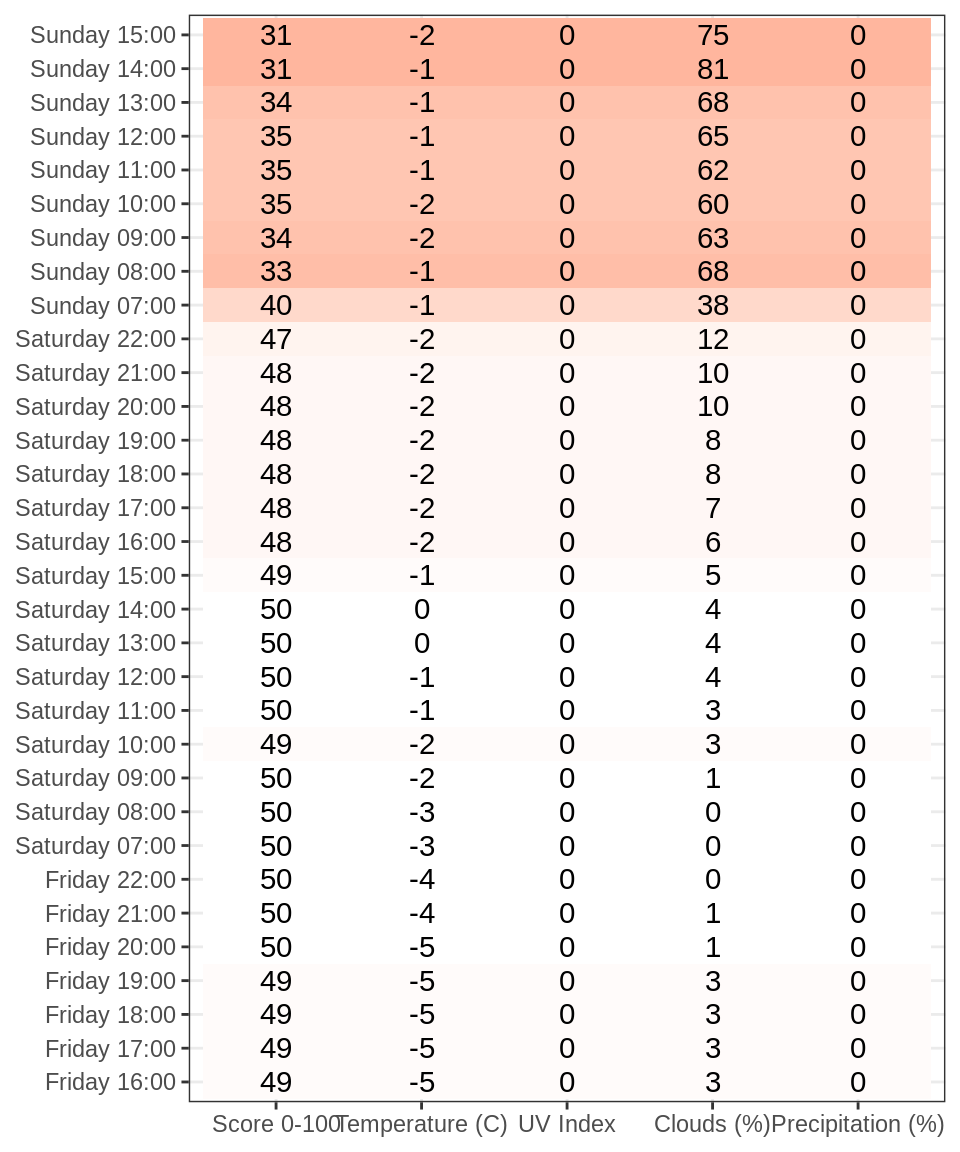 Sunday 15:00 31 -2 0 75 0
Sunday 14:00 31 -1 0 81 0
Sunday 13:00 34 -1 0 68 0
Sunday 12:00 35 -1 0 65 0
Sunday 11:00 35 -1 0 62 0
Sunday 10:00 35 -2 0 60 0
Sunday 09:00 34 -2 0 63 0
Sunday 08:00 33 -1 0 68 0
Sunday 07:00 40 -1 0 38 0
Saturday 22:00 47 -2 0 12 0
Saturday 21:00 48 -2 0 10 0
Saturday 20:00 48 -2 0 10 0
Saturday 19:00 48 -2 0 8 0
Saturday 18:00 48 -2 0 8 0
Saturday 17:00 48 -2 0 7 0
Saturday 16:00 48 -2 0 6 0
Saturday 15:00 49 -1 0 5 0
Saturday 14:00 50 0 0 4 0
Saturday 13:00 50 0 0 4 0
Saturday 12:00 50 -1 0 4 0
Saturday 11:00 50 -1 0 3 0
Saturday 10:00 49 -2 0 3 0
Saturday 09:00 50 -2 0 1 0
Saturday 08:00 50 -3 0 0 0
Saturday 07:00 50 -3 0 0 0
Friday 22:00 50 -4 0 0 0
Friday 21:00 50 -4 0 1 0
Friday 20:00 50 -5 0 1 0
Friday 19:00 49 -5 0 3 0
Friday 18:00 49 -5 0 3 0
Friday 17:00 49 -5 0 3 0
Friday 16:00 49 -5 0 3 0
Score 0-100 Temperature (C) UV Index Clouds (%) Precipitation (%)